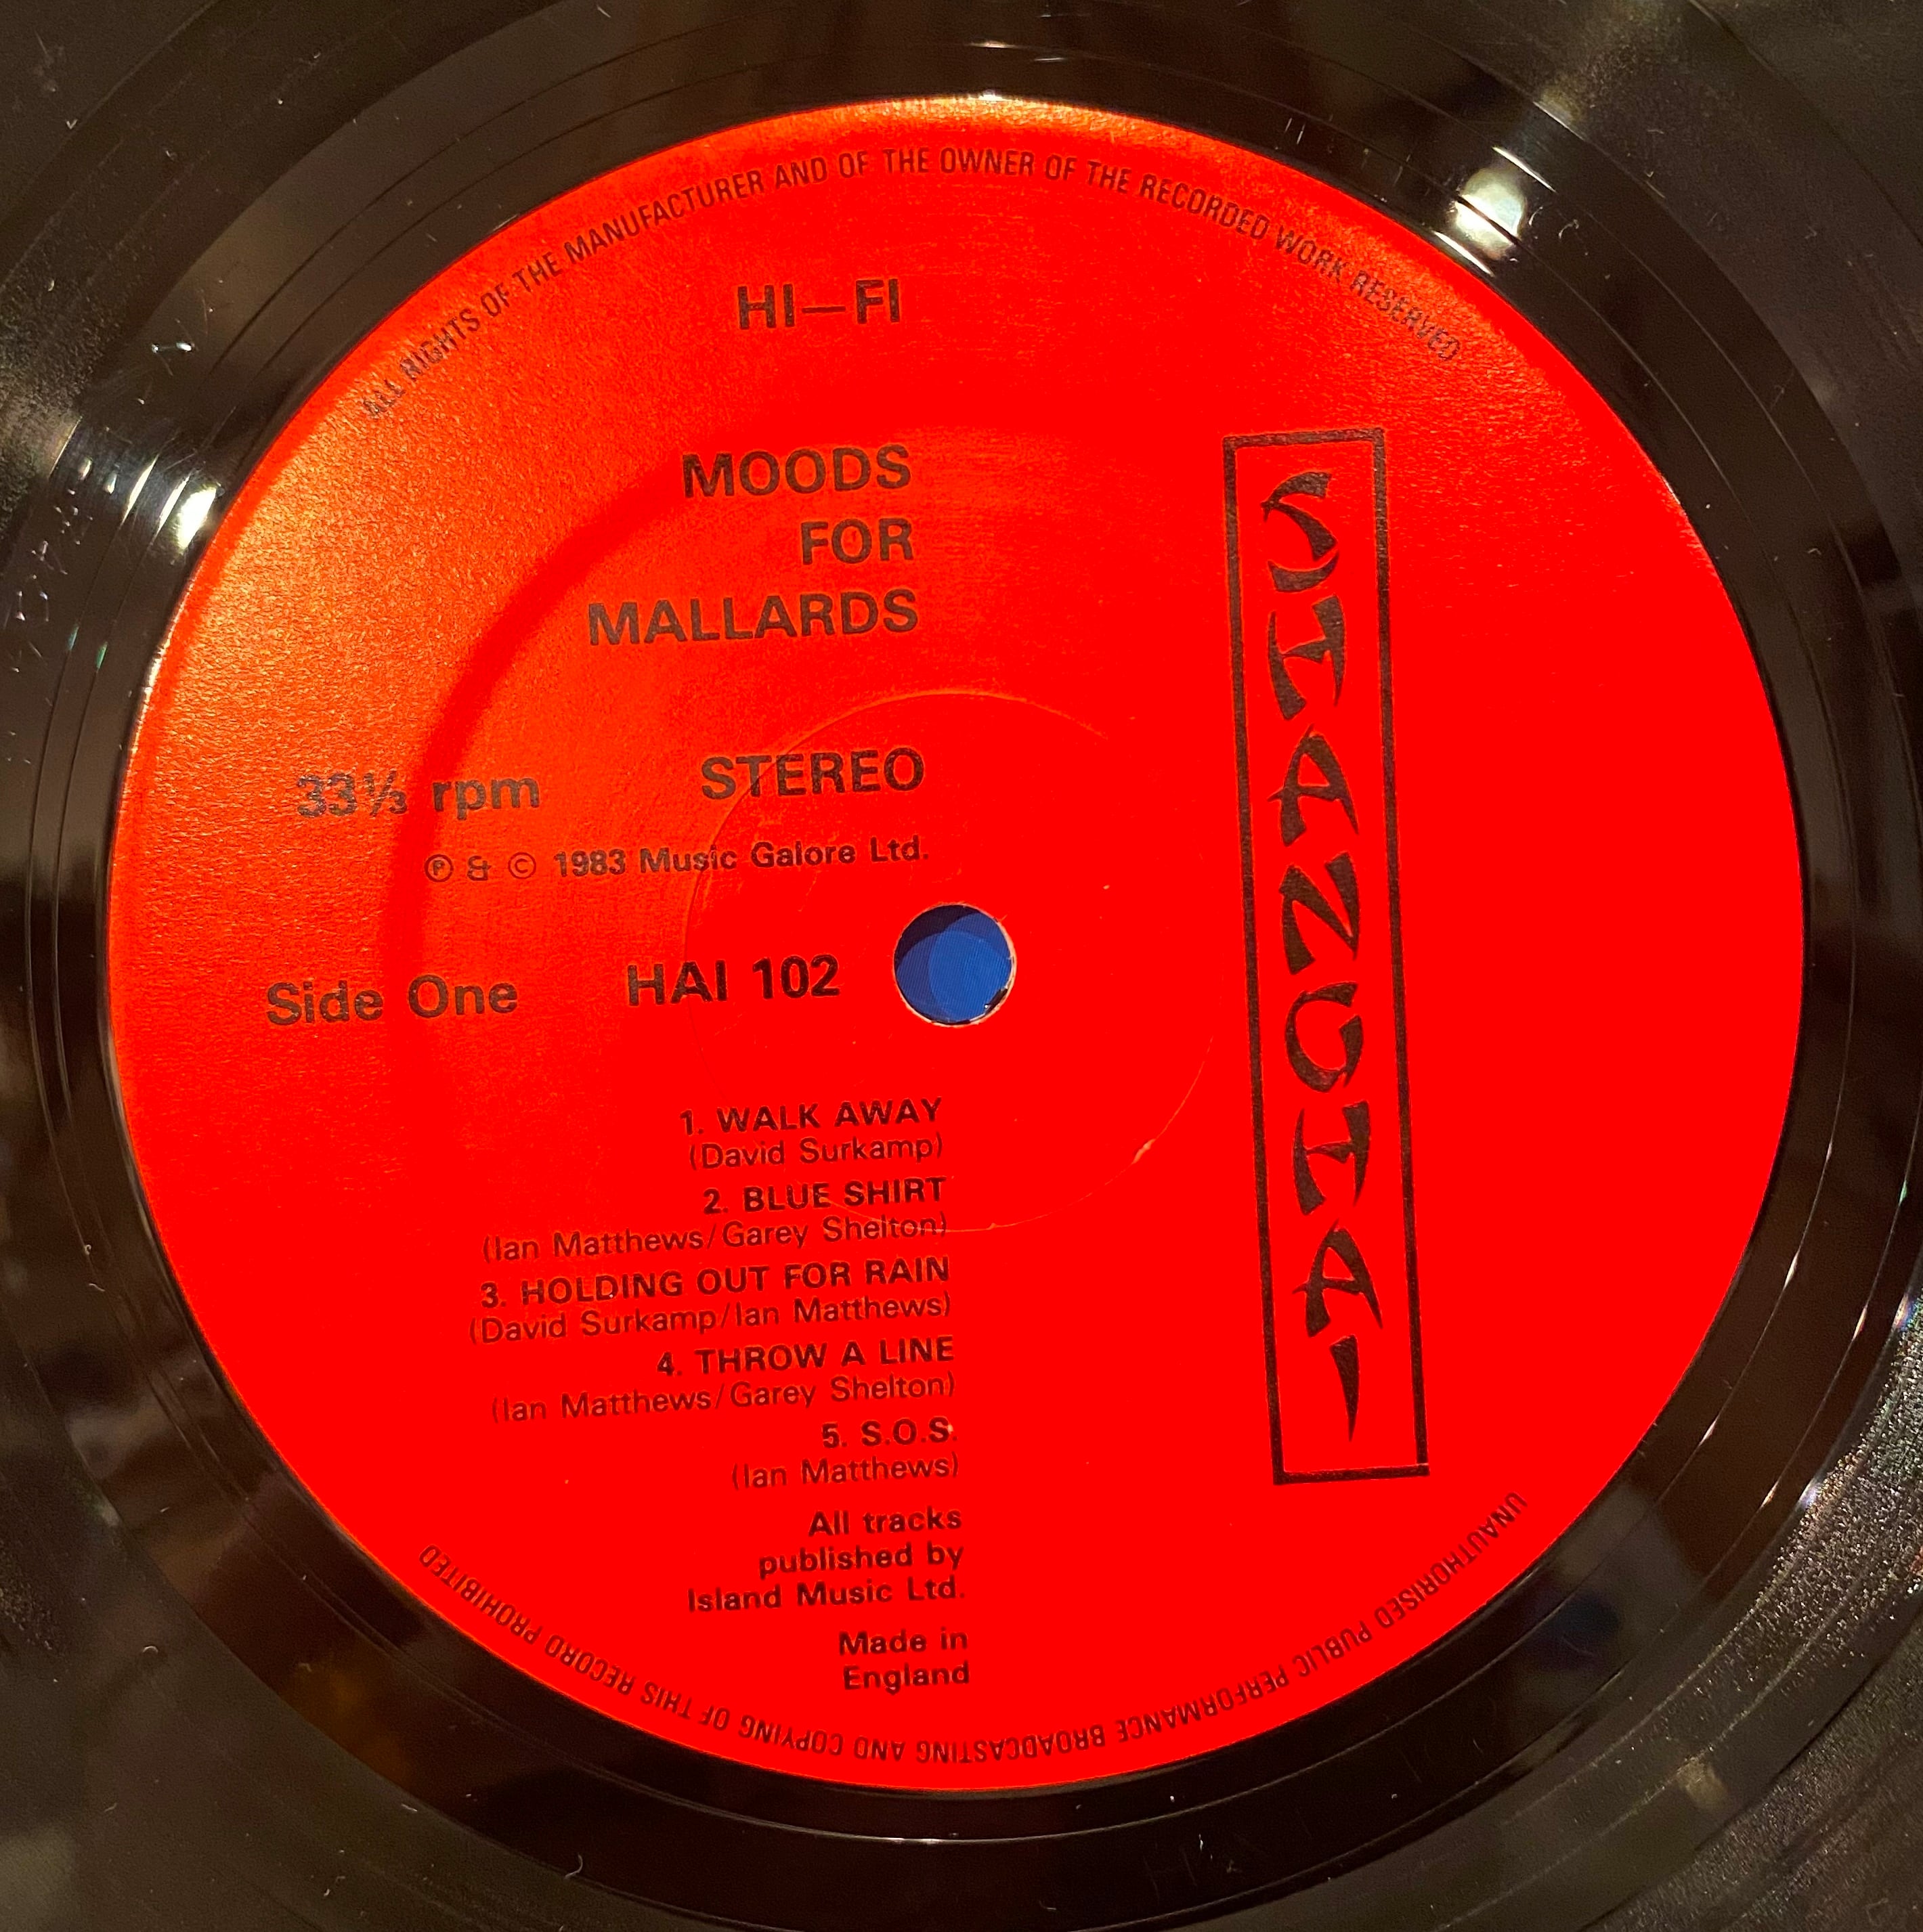 ALL RIGHTS OF THE MANUFACTURER AND OF THE OWNER OF THE RECORDED WORK RESERVED
HI—FI
MOODS
FOR
MALLARDS
33⅓ rpm
STEREO
℗ & © 1983 Music Galore Ltd.
Side One
HAI 102
1. WALK AWAY
(David Surkamp)
2. BLUE SHIRT
(Ian Matthews/Garey Shelton)
3. HOLDING OUT FOR RAIN
(David Surkamp/Ian Matthews)
4. THROW A LINE
(Ian Matthews/Garey Shelton)
5. S.O.S.
(Ian Matthews)
All tracks
published by
Island Music Ltd.
Made in
England
SHANGHAI
UNAUTHORISED PUBLIC PERFORMANCE BROADCASTING AND COPYING OF THIS RECORD PROHIBITED